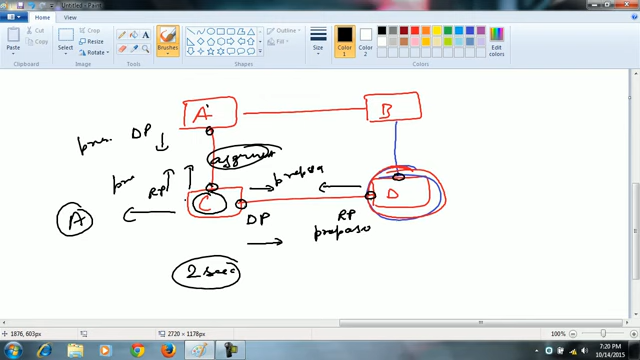 Untitled - Paint
Home
View
Paste
Cut
Copy
Clipboard
Select
Crop
Resize
Rotate
Image
Tools
Brushes
Shapes
Outline
Fill
Size
Color 1
Color 2
Colors
Edit colors
A
B
DP
RP
C
D
A
DP
RP
2 sec
1876, 603px
2720 × 1178px
100%
7:20 PM
10/14/2015